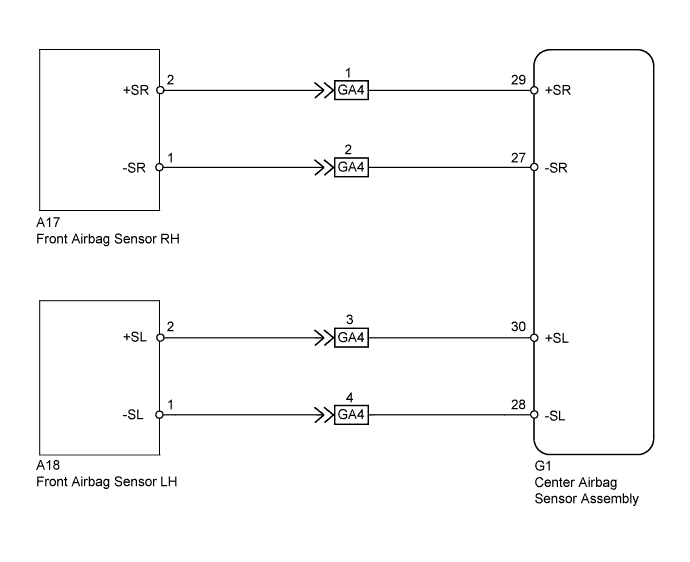 +SR 2 1 GA4 29 +SR
-SR 1 2 GA4 27 -SR
A17
Front Airbag Sensor RH
+SL 2 3 GA4 30 +SL
-SL 1 4 GA4 28 -SL
A18
Front Airbag Sensor LH
G1
Center Airbag
Sensor Assembly